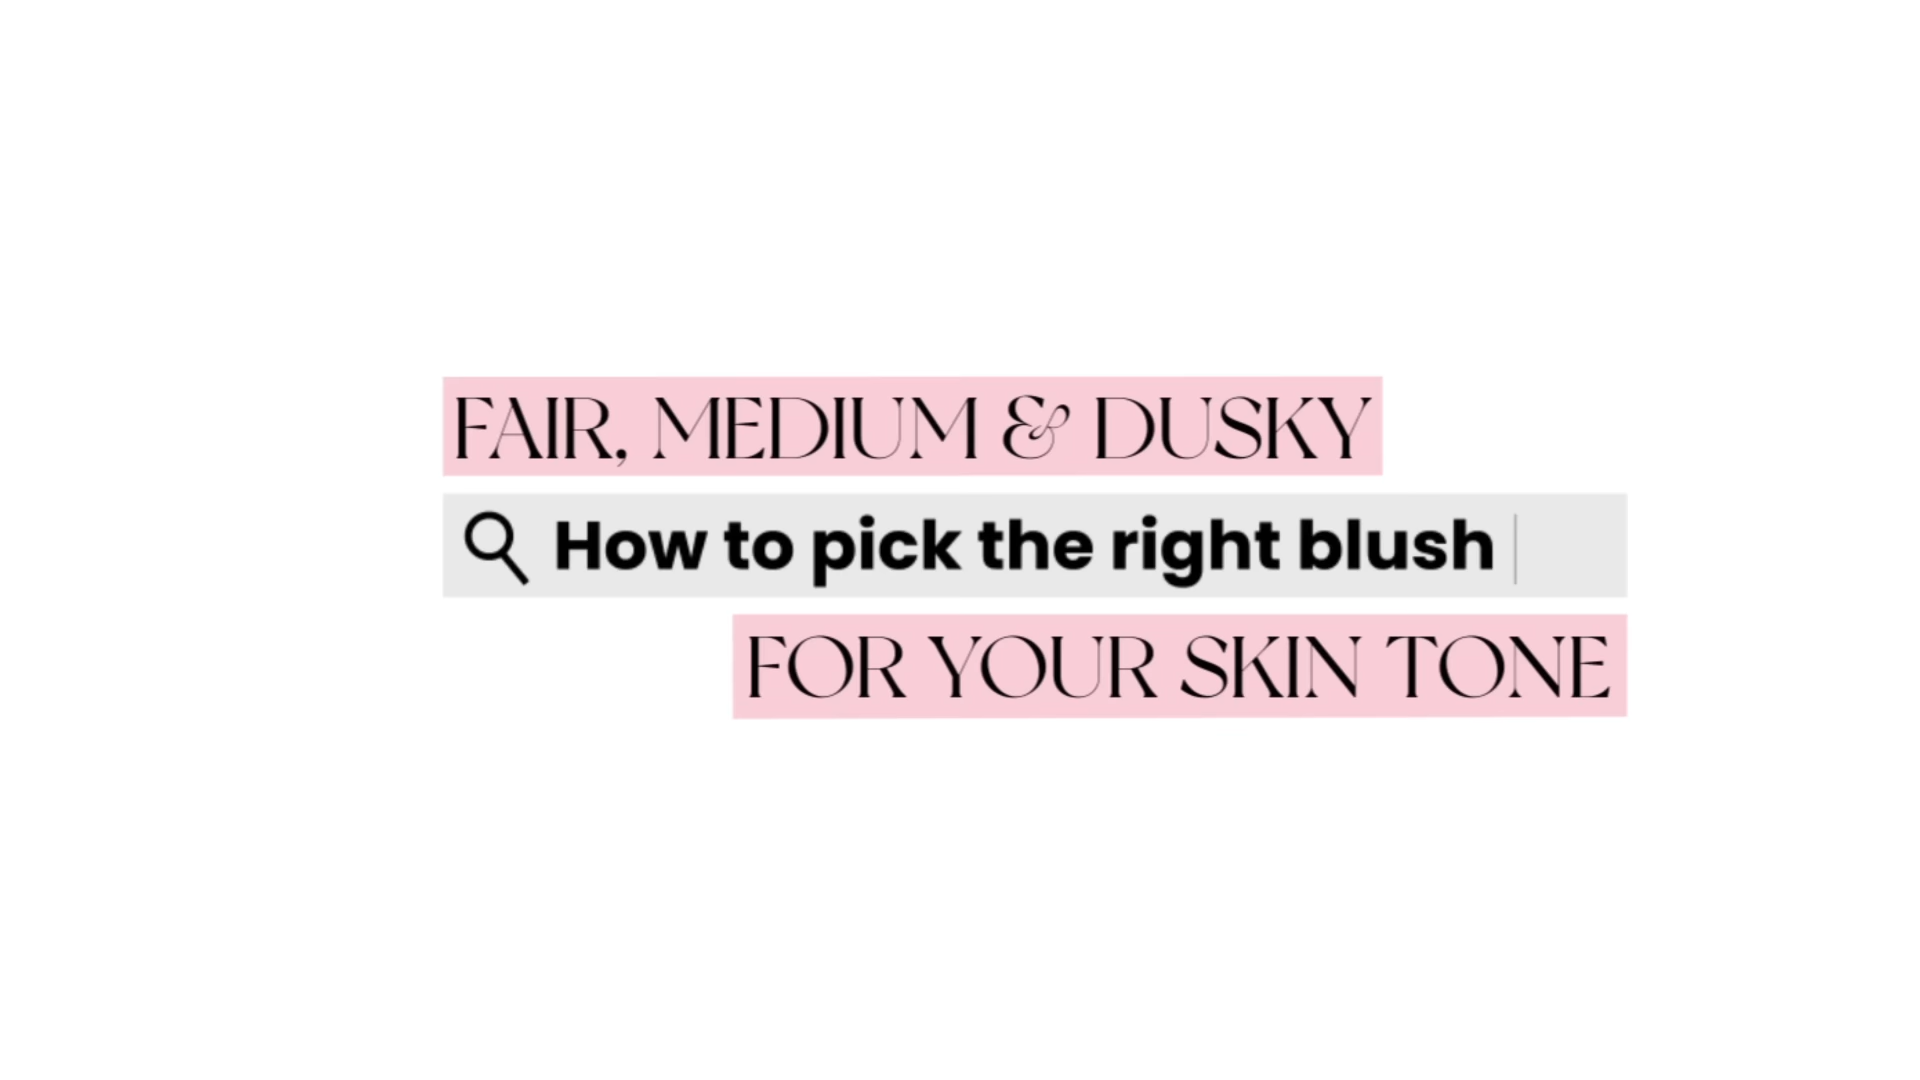 FAIR, MEDIUM & DUSKY
How to pick the right blush
FOR YOUR SKIN TONE